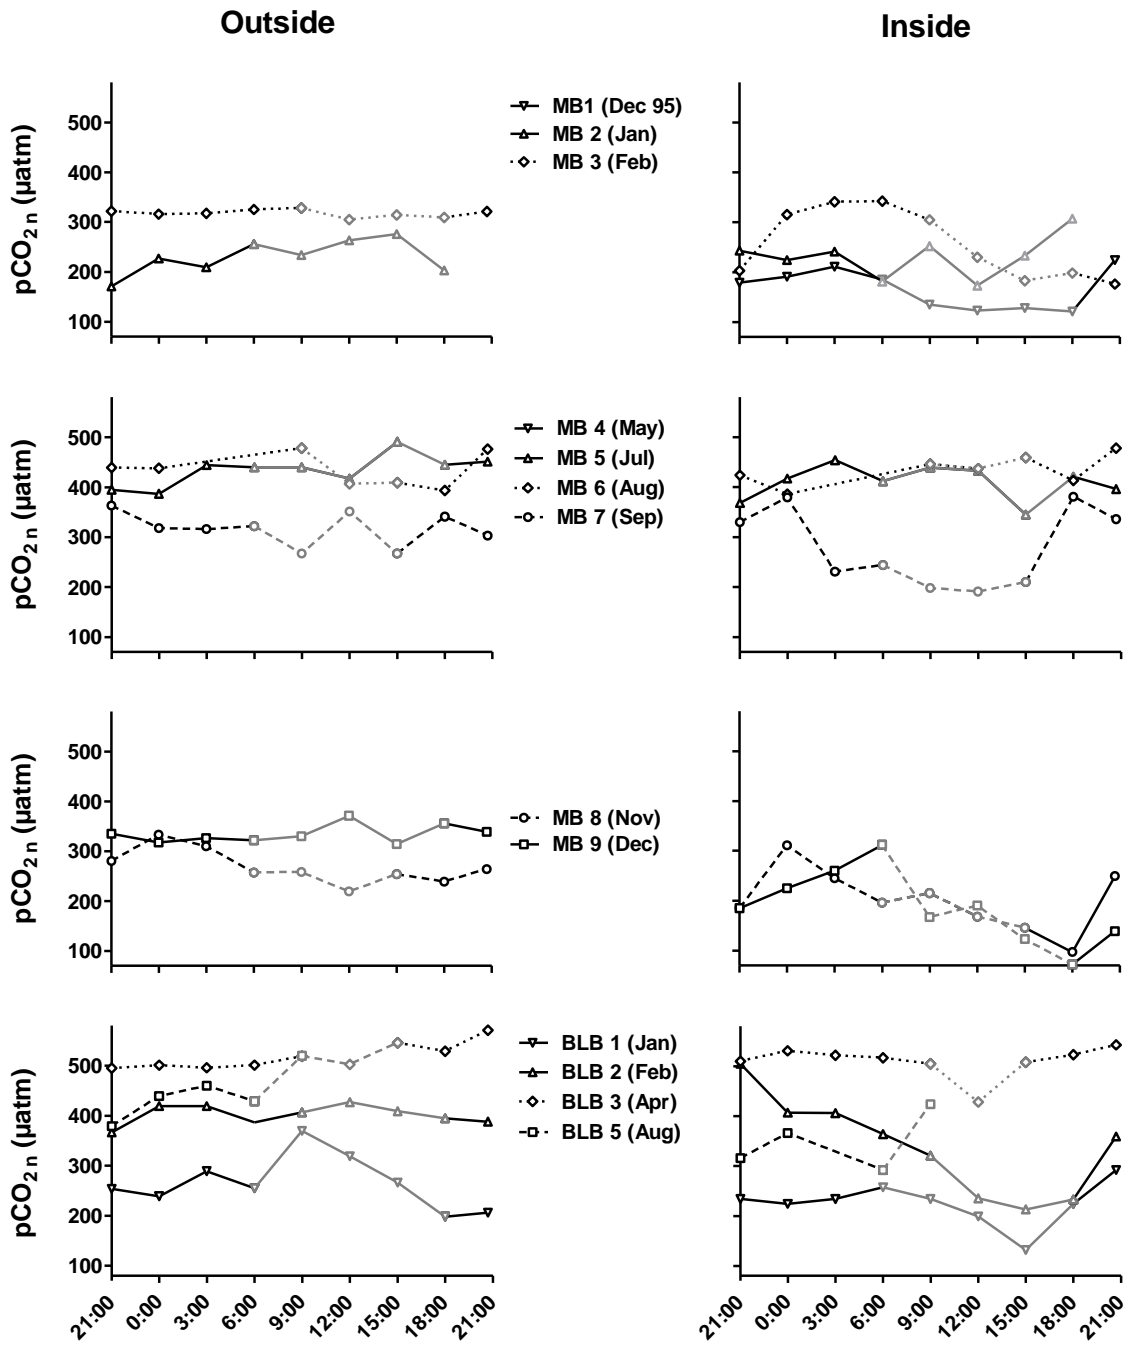 Outside
Inside
pCO2 n (µatm)
500
400
300
200
100
MB1 (Dec 95)
MB 2 (Jan)
MB 3 (Feb)
pCO2 n (µatm)
500
400
300
200
100
MB 4 (May)
MB 5 (Jul)
MB 6 (Aug)
MB 7 (Sep)
pCO2 n (µatm)
500
400
300
200
100
MB 8 (Nov)
MB 9 (Dec)
pCO2 n (µatm)
500
400
300
200
100
BLB 1 (Jan)
BLB 2 (Feb)
BLB 3 (Apr)
BLB 5 (Aug)
21:00 0:00 3:00 6:00 9:00 12:00 15:00 18:00 21:00
21:00 0:00 3:00 6:00 9:00 12:00 15:00 18:00 21:00